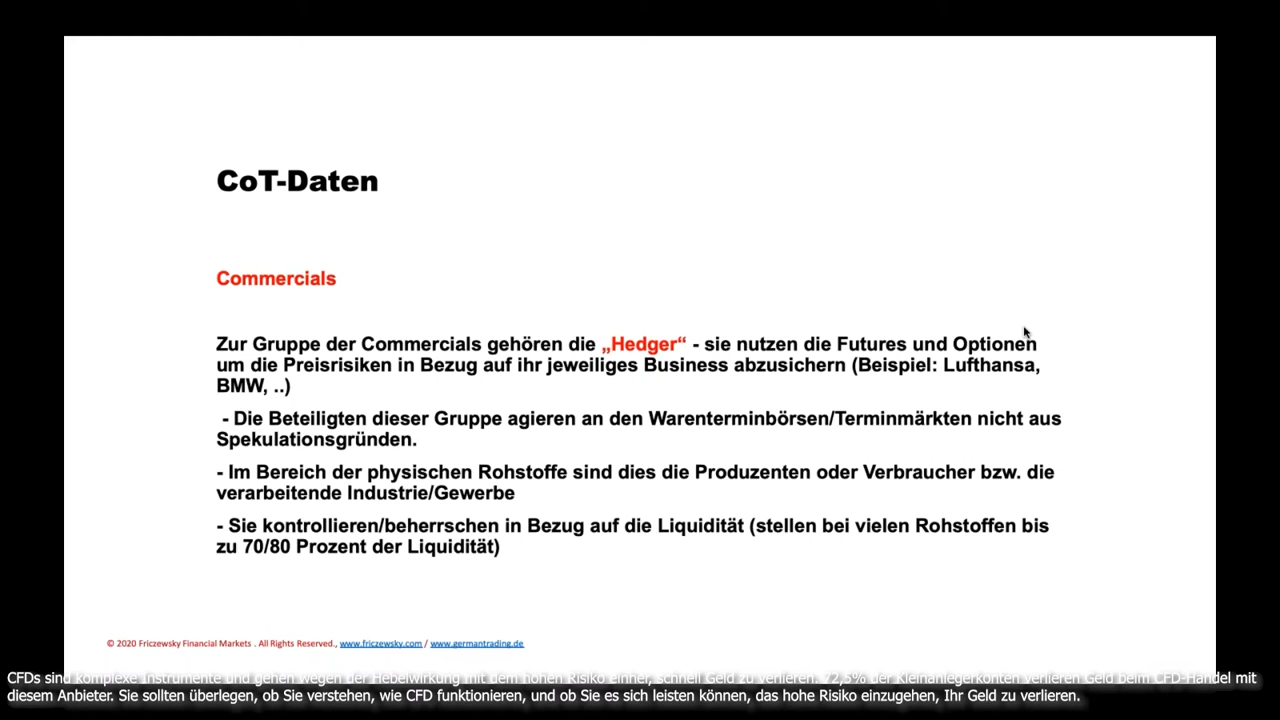 CoT-Daten
Commercials
Zur Gruppe der Commercials gehören die „Hedger“ - sie nutzen die Futures und Optionen
um die Preisrisiken in Bezug auf ihr jeweiliges Business abzusichern (Beispiel: Lufthansa,
BMW, ..)
- Die Beteiligten dieser Gruppe agieren an den Warenterminbörsen/Terminmärkten nicht aus
Spekulationsgründen.
- Im Bereich der physischen Rohstoffe sind dies die Produzenten oder Verbraucher bzw. die
verarbeitende Industrie/Gewerbe
- Sie kontrollieren/beherrschen in Bezug auf die Liquidität (stellen bei vielen Rohstoffen bis
zu 70/80 Prozent der Liquidität)
© 2020 Friczewsky Financial Markets . All Rights Reserved., www.friczewsky.com / www.germantrading.de
CFDs sind komplexe Instrumente und gehen wegen der Hebelwirkung mit dem hohen Risiko einher, schnell Geld zu verlieren. 72,5% der Kleinanlegerkonten verlieren Geld beim CFD-Handel mit
diesem Anbieter. Sie sollten überlegen, ob Sie verstehen, wie CFD funktionieren, und ob Sie es sich leisten können, das hohe Risiko einzugehen, Ihr Geld zu verlieren.